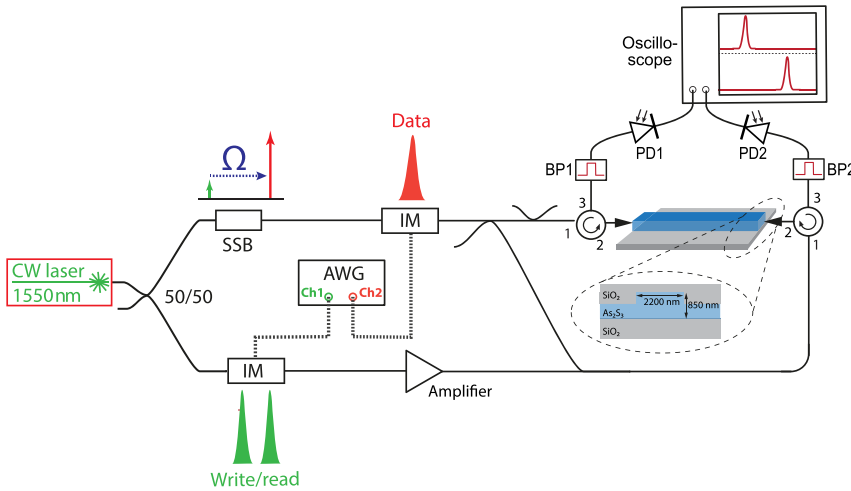 Oscillo-
scope
Data
PD1
PD2
Ω
BP1
BP2
3
3
IM
1
2
2
1
SSB
CW laser
1550nm
50/50
AWG
Ch1
Ch2
SiO2
2200 nm
850 nm
As2S3
SiO2
IM
Amplifier
Write/read